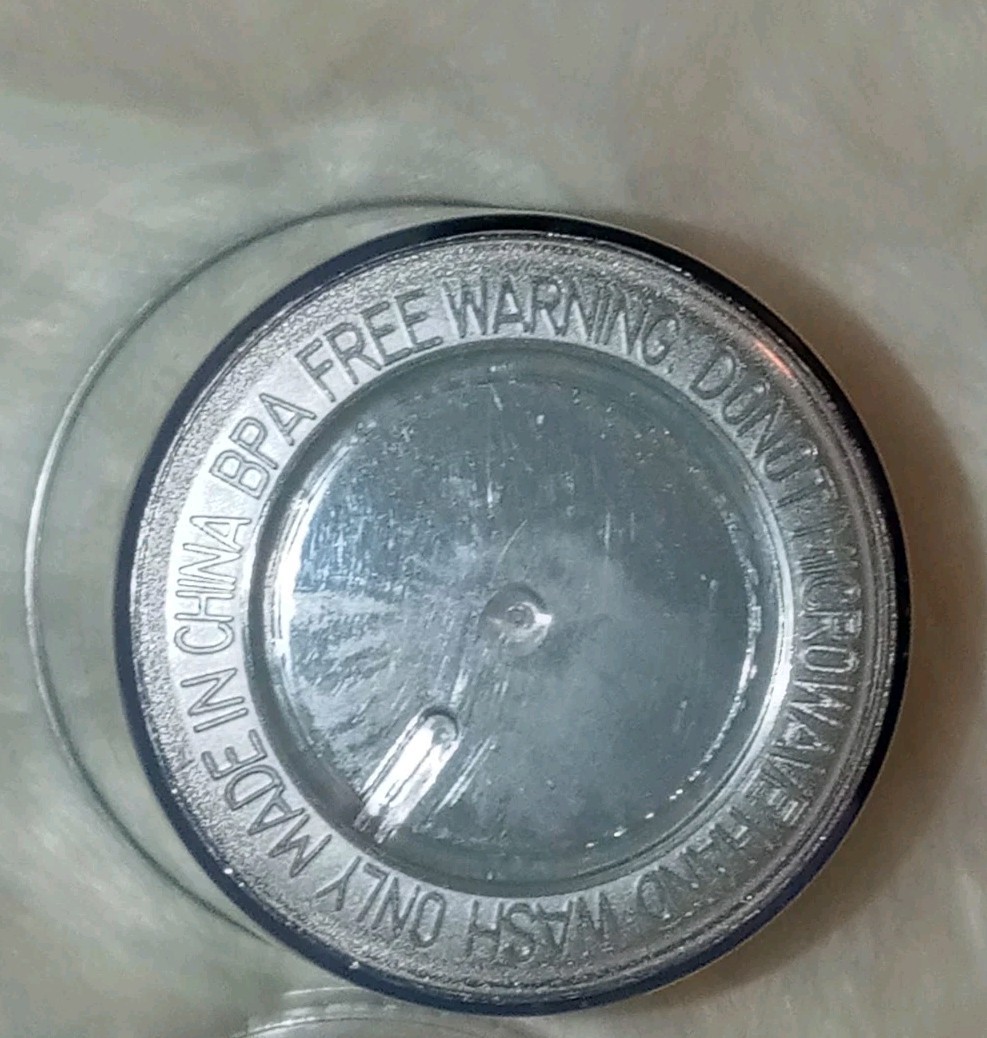 WARNING: DO NOT MICROWAVE HAND WASH ONLY MADE IN CHINA BPA FREE